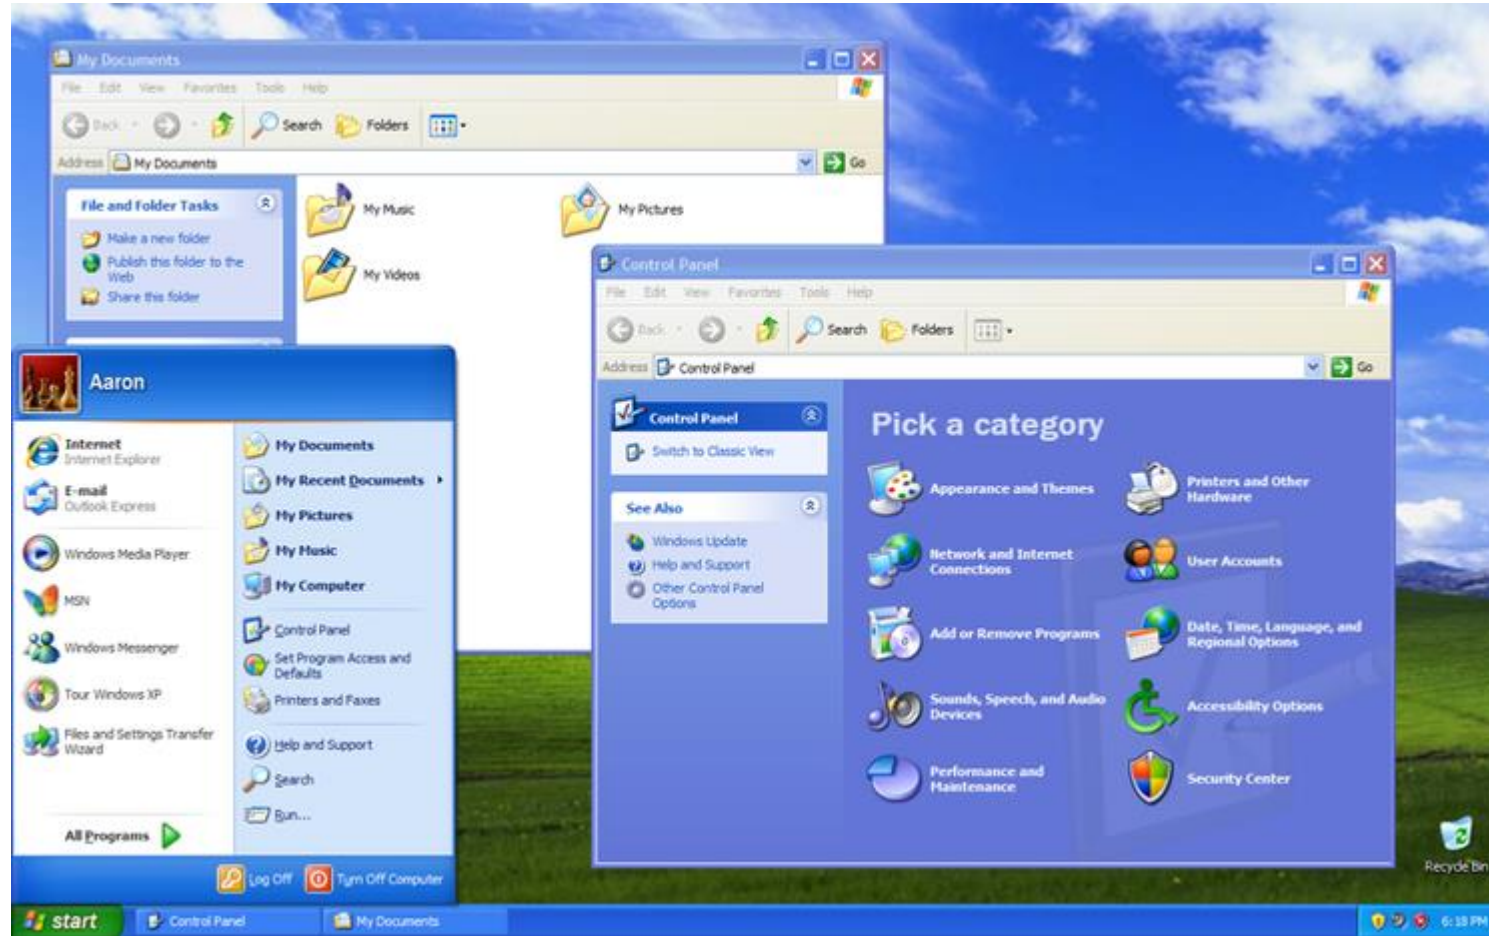 My Documents
File Edit View Favorites Tools Help
Back Search Folders
Address My Documents Go
File and Folder Tasks
Make a new folder
Publish this folder to the
Web
Share this folder
My Music
My Pictures
My Videos
Control Panel
File Edit View Favorites Tools Help
Back Search Folders
Address Control Panel Go
Control Panel
Switch to Classic View
See Also
Windows Update
Help and Support
Other Control Panel
Options
Pick a category
Appearance and Themes
Printers and Other
Hardware
Network and Internet
Connections
User Accounts
Add or Remove Programs
Date, Time, Language, and
Regional Options
Sounds, Speech, and Audio
Devices
Accessibility Options
Performance and
Maintenance
Security Center
Aaron
Internet
Internet Explorer
E-mail
Outlook Express
Windows Media Player
MSN
Windows Messenger
Tour Windows XP
Files and Settings Transfer
Wizard
All Programs
My Documents
My Recent Documents
My Pictures
My Music
My Computer
Control Panel
Set Program Access and
Defaults
Printers and Faxes
Help and Support
Search
Run...
Log Off Turn Off Computer
Recycle Bin
start Control Panel My Documents 6:18 PM